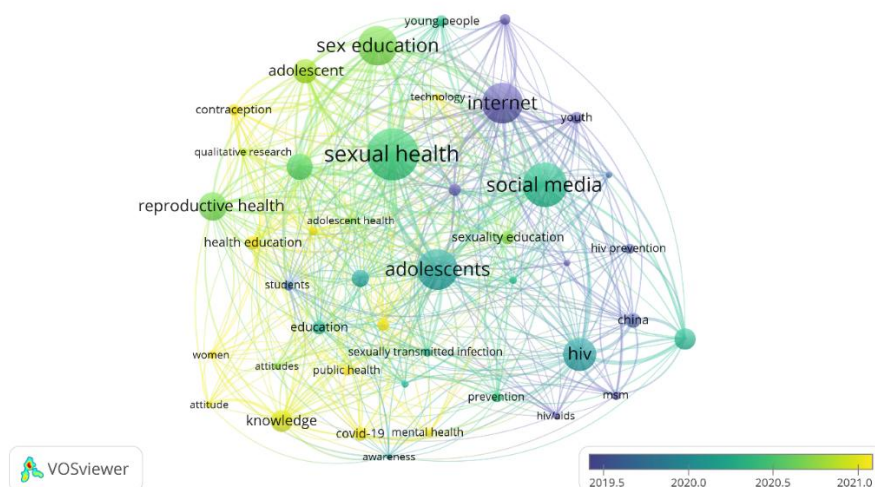 young people
sex education
adolescent
technology
internet
contraception
youth
qualitative research
sexual health
social media
reproductive health
adolescent health
health education
sexuality education
hiv prevention
adolescents
students
education
china
women
attitudes
sexually transmitted infection
public health
hiv
attitude
prevention
msm
knowledge
hiv/aids
covid-19
mental health
awareness
VOSviewer
2019.5 2020.0 2020.5 2021.0